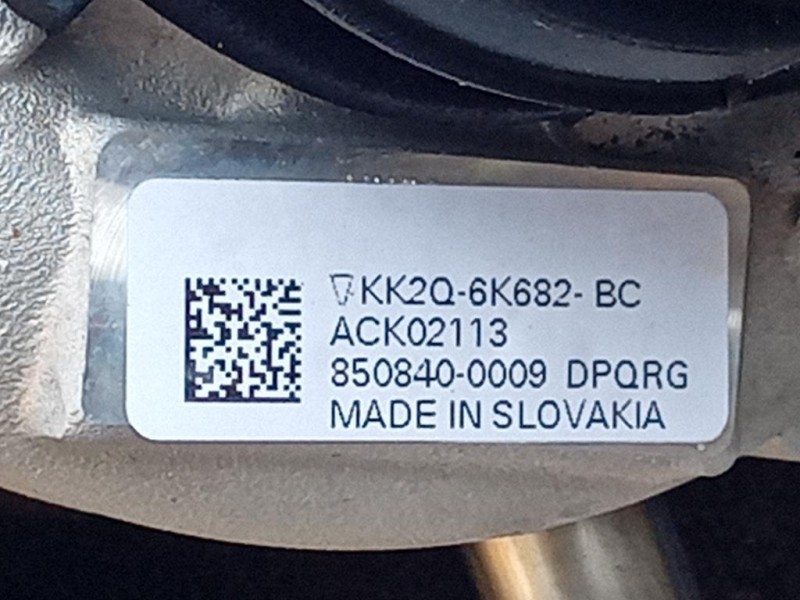 KK2Q-6K682- BC
ACK02113
850840-0009 DPQRG
MADE IN SLOVAKIA